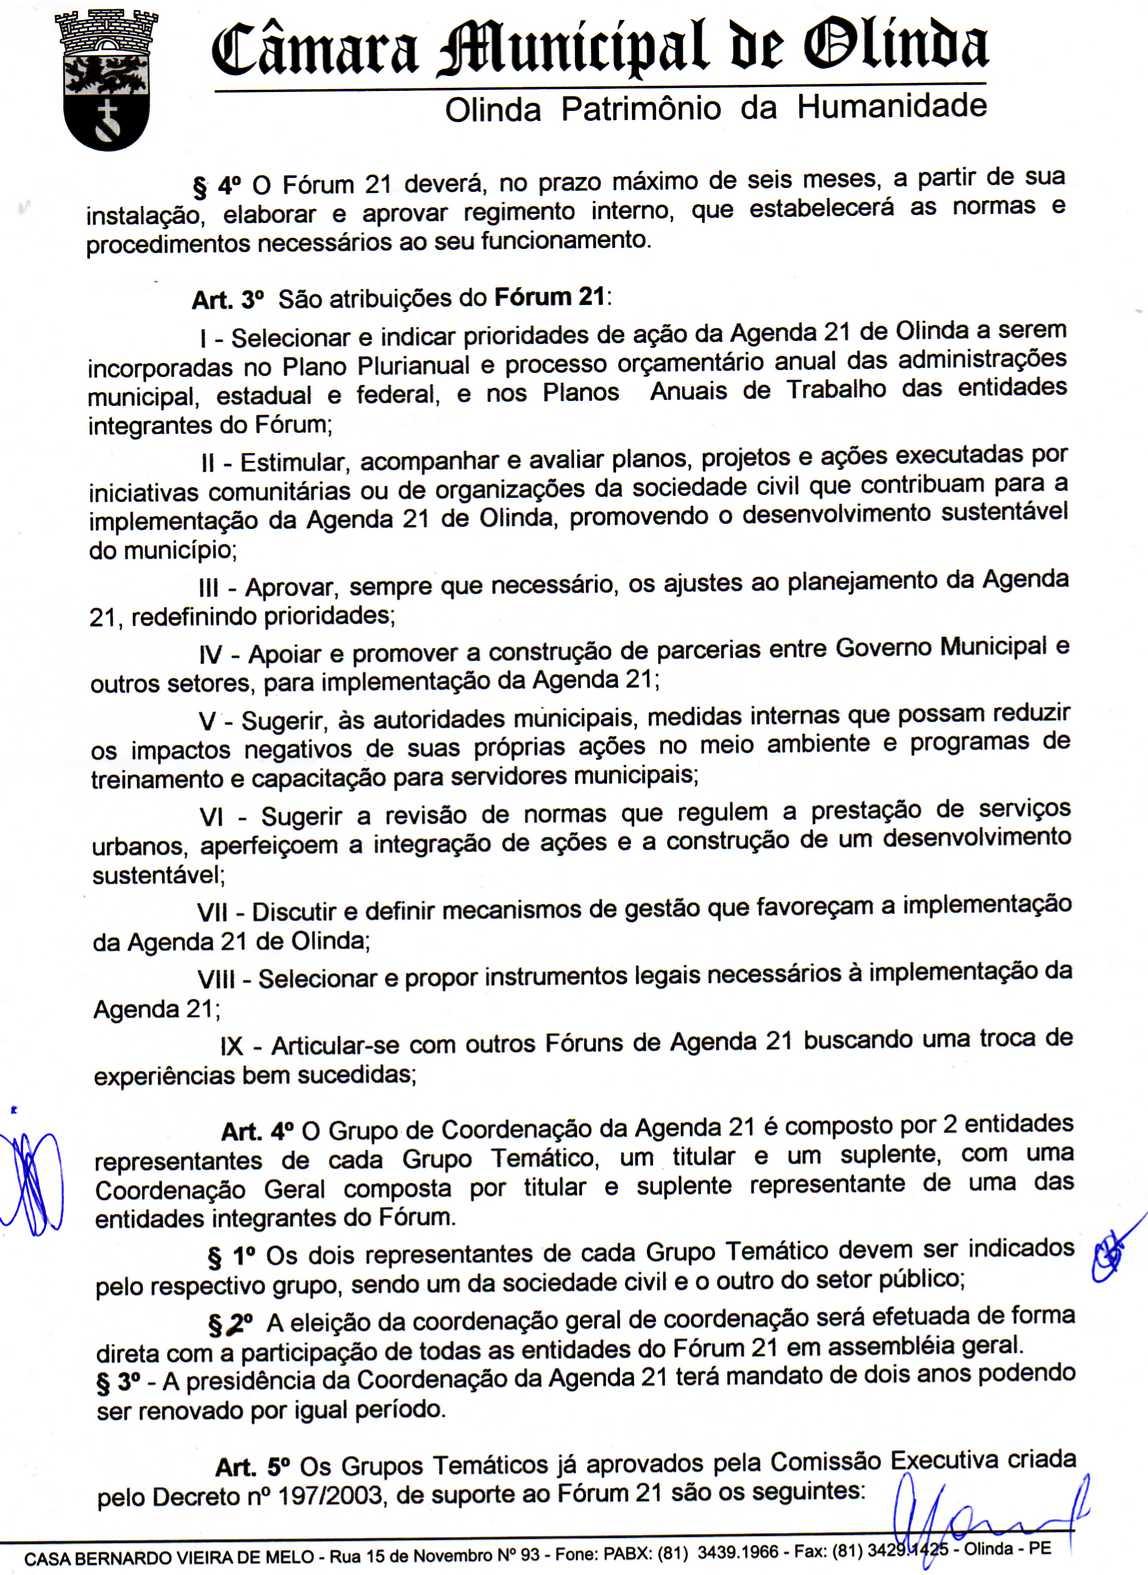 Câmara Municipal de Olinda
Olinda Patrimônio da Humanidade
§ 4º O Fórum 21 deverá, no prazo máximo de seis meses, a partir de sua
instalação, elaborar e aprovar regimento interno, que estabelecerá as normas e
procedimentos necessários ao seu funcionamento.
Art. 3º São atribuições do Fórum 21:
I - Selecionar e indicar prioridades de ação da Agenda 21 de Olinda a serem
incorporadas no Plano Plurianual e processo orçamentário anual das administrações
municipal, estadual e federal, e nos Planos Anuais de Trabalho das entidades
integrantes do Fórum;
II - Estimular, acompanhar e avaliar planos, projetos e ações executadas por
iniciativas comunitárias ou de organizações da sociedade civil que contribuam para a
implementação da Agenda 21 de Olinda, promovendo o desenvolvimento sustentável
do município;
III - Aprovar, sempre que necessário, os ajustes ao planejamento da Agenda
21, redefinindo prioridades;
IV - Apoiar e promover a construção de parcerias entre Governo Municipal e
outros setores, para implementação da Agenda 21;
V - Sugerir, às autoridades municipais, medidas internas que possam reduzir
os impactos negativos de suas próprias ações no meio ambiente e programas de
treinamento e capacitação para servidores municipais;
VI - Sugerir a revisão de normas que regulem a prestação de serviços
urbanos, aperfeiçoem a integração de ações e a construção de um desenvolvimento
sustentável;
VII - Discutir e definir mecanismos de gestão que favoreçam a implementação
da Agenda 21 de Olinda;
VIII - Selecionar e propor instrumentos legais necessários à implementação da
Agenda 21;
IX - Articular-se com outros Fóruns de Agenda 21 buscando uma troca de
experiências bem sucedidas;
Art. 4º O Grupo de Coordenação da Agenda 21 é composto por 2 entidades
representantes de cada Grupo Temático, um titular e um suplente, com uma
Coordenação Geral composta por titular e suplente representante de uma das
entidades integrantes do Fórum.
§ 1º Os dois representantes de cada Grupo Temático devem ser indicados
pelo respectivo grupo, sendo um da sociedade civil e o outro do setor público;
§ 2º A eleição da coordenação geral de coordenação será efetuada de forma
direta com a participação de todas as entidades do Fórum 21 em assembléia geral.
§ 3º - A presidência da Coordenação da Agenda 21 terá mandato de dois anos podendo
ser renovado por igual período.
Art. 5º Os Grupos Temáticos já aprovados pela Comissão Executiva criada
pelo Decreto nº 197/2003, de suporte ao Fórum 21 são os seguintes:
CASA BERNARDO VIEIRA DE MELO - Rua 15 de Novembro Nº 93 - Fone: PABX: (81) 3439.1966 - Fax: (81) 3429.1425 - Olinda - PE